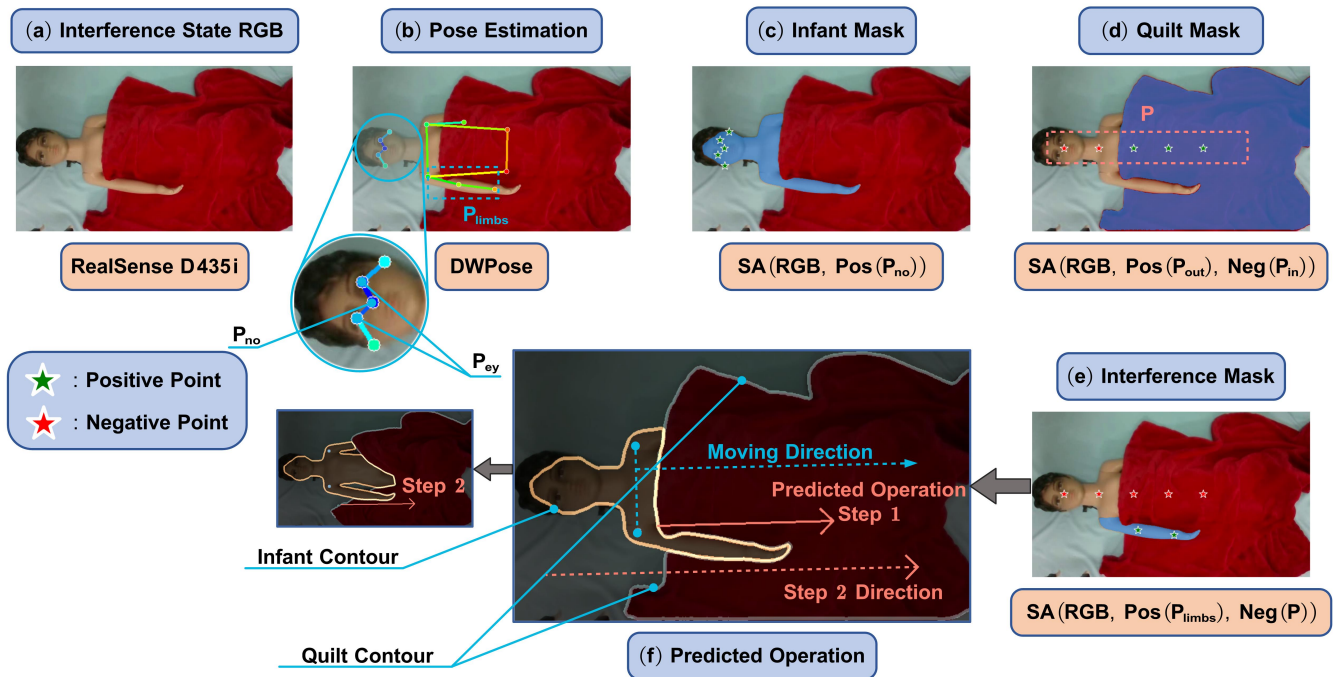 (a) Interference State RGB
(b) Pose Estimation
(c) Infant Mask
(d) Quilt Mask
P
P_limbs
RealSense D435i
DWPose
SA(RGB, Pos(P_no))
SA(RGB, Pos(P_out), Neg(P_in))
P_no
P_ey
: Positive Point
: Negative Point
(e) Interference Mask
Moving Direction
Predicted Operation
Step 1
Step 2
Step 2 Direction
Infant Contour
Quilt Contour
SA(RGB, Pos(P_limbs), Neg(P))
(f) Predicted Operation